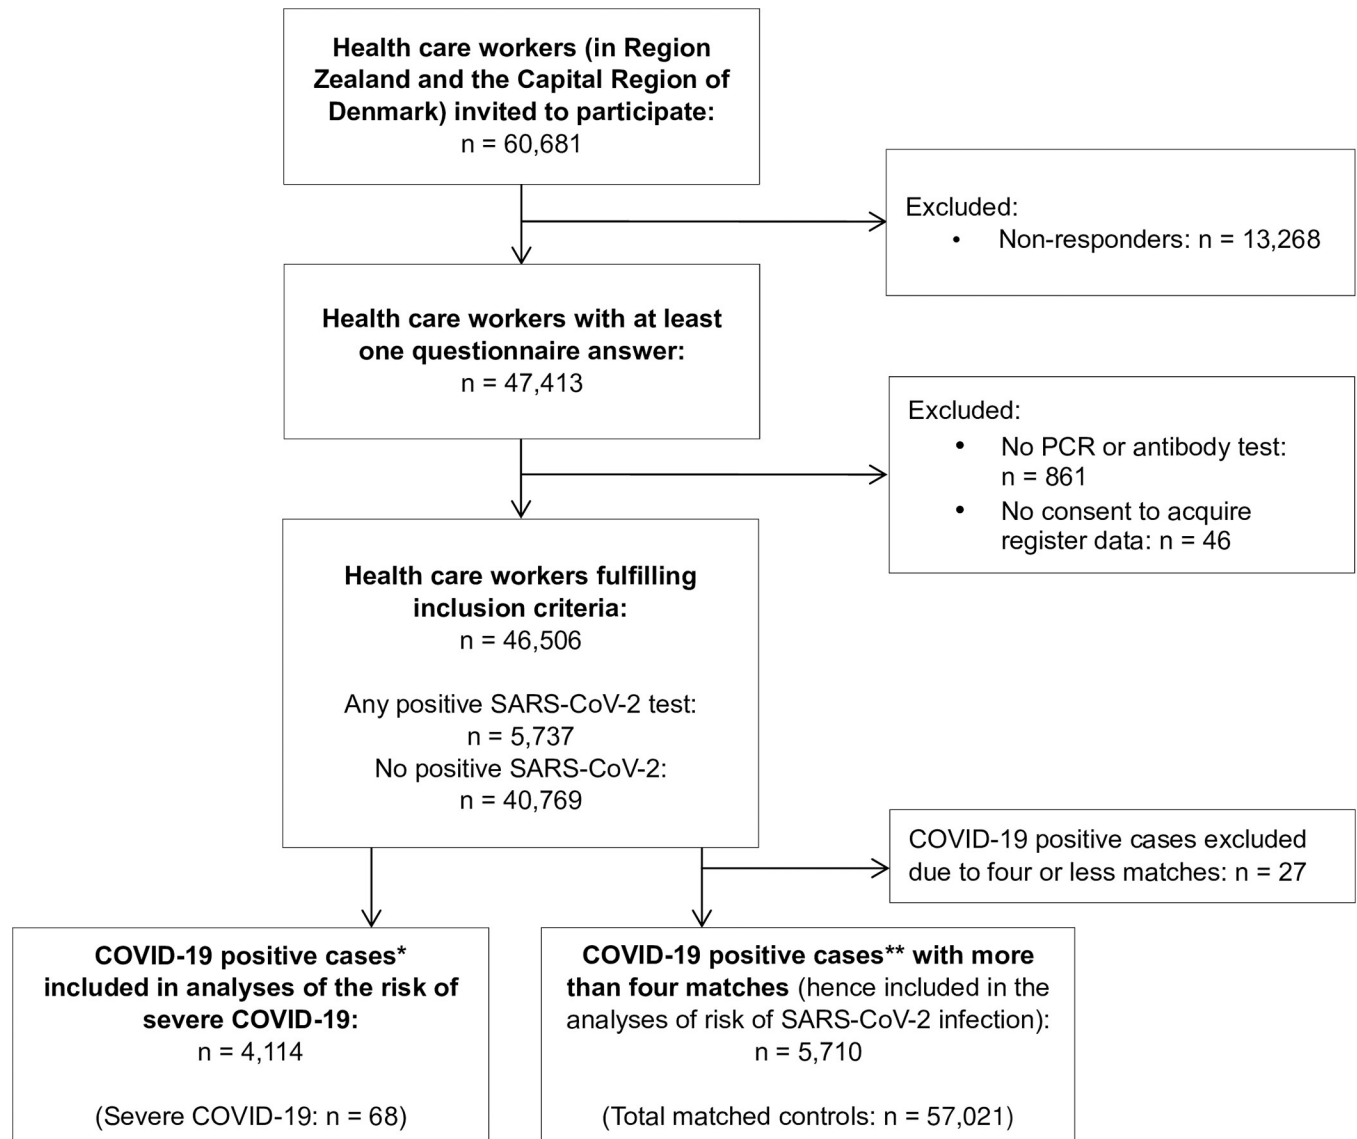 Health care workers (in Region
Zealand and the Capital Region of
Denmark) invited to participate:
n = 60,681
Excluded:
• Non-responders: n = 13,268
Health care workers with at least
one questionnaire answer:
n = 47,413
Excluded:
• No PCR or antibody test:
n = 861
• No consent to acquire
register data: n = 46
Health care workers fulfilling
inclusion criteria:
n = 46,506
Any positive SARS-CoV-2 test:
n = 5,737
No positive SARS-CoV-2:
n = 40,769
COVID-19 positive cases excluded
due to four or less matches: n = 27
COVID-19 positive cases*
included in analyses of the risk of
severe COVID-19:
n = 4,114
(Severe COVID-19: n = 68)
COVID-19 positive cases** with more
than four matches (hence included in the
analyses of risk of SARS-CoV-2 infection):
n = 5,710
(Total matched controls: n = 57,021)